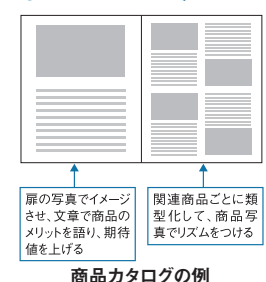 扉の写真でイメージ
させ、文章で商品の
メリットを語り、期待
値を上げる
関連商品ごとに類
型化して、商品写
真でリズムをつける
商品カタログの例